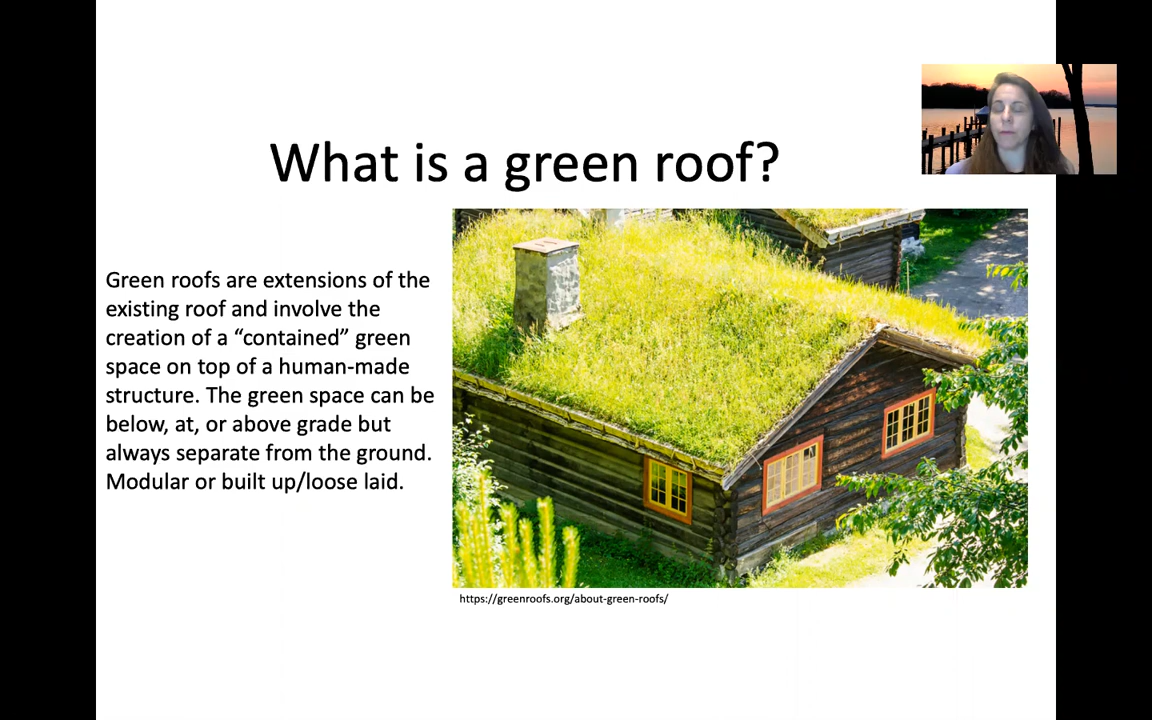 What is a green roof?
Green roofs are extensions of the
existing roof and involve the
creation of a “contained” green
space on top of a human-made
structure. The green space can be
below, at, or above grade but
always separate from the ground.
Modular or built up/loose laid.
https://greenroofs.org/about-green-roofs/